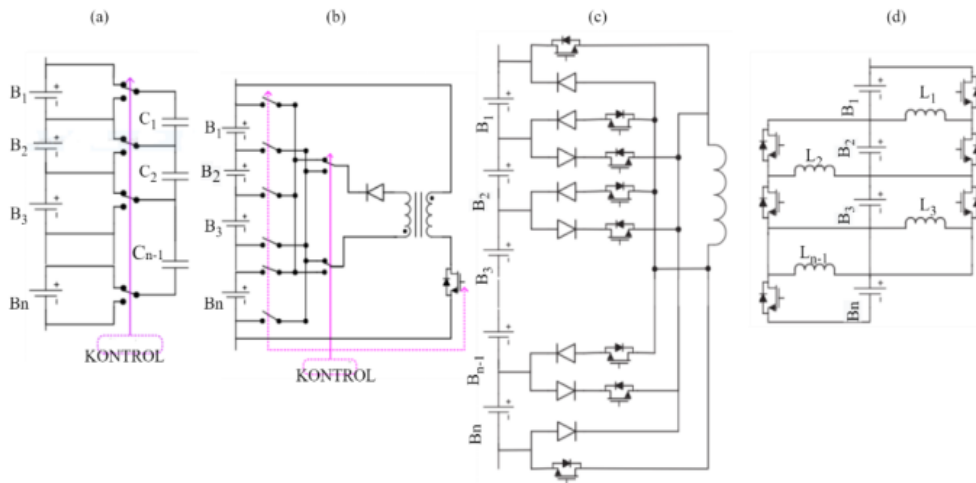 (a)
B1
B2
B3
Bn
C1
C2
Cn-1
KONTROL
(b)
B1
B2
B3
Bn
KONTROL
(c)
B1
B2
B3
Bn-1
Bn
(d)
B1
B2
B3
Bn
L1
L2
L3
Ln-1